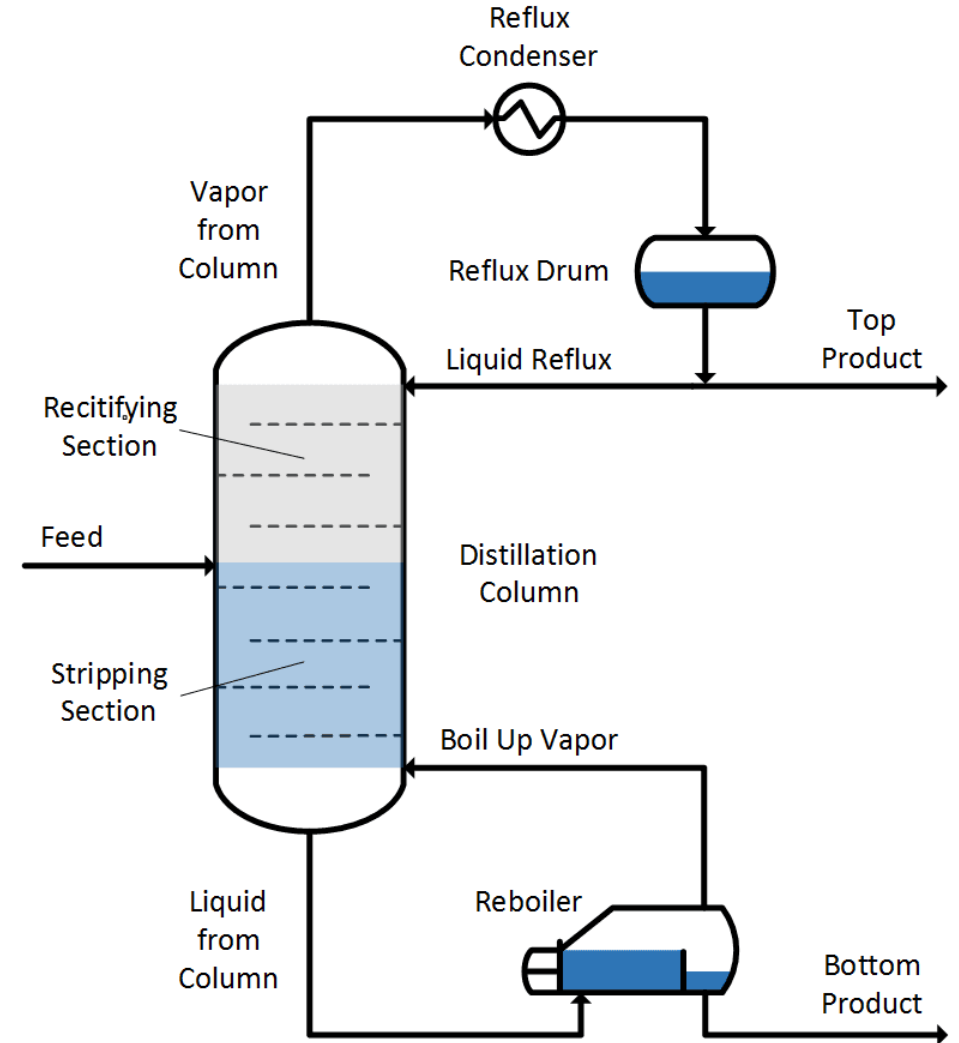 Reflux
Condenser
Vapor
from
Column
Reflux Drum
Top
Product
Liquid Reflux
Recitifying
Section
Feed
Distillation
Column
Stripping
Section
Boil Up Vapor
Liquid
from
Column
Reboiler
Bottom
Product